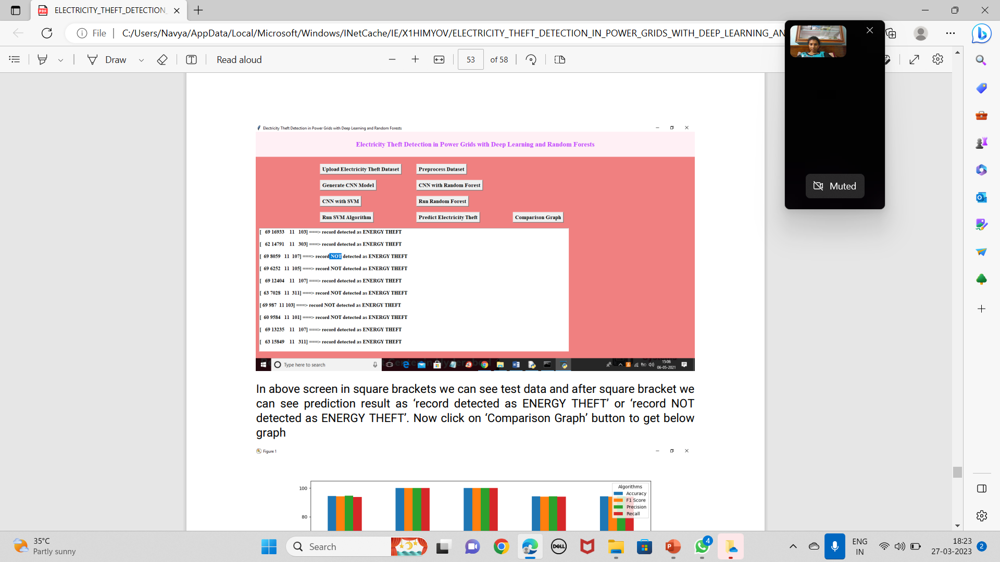 ELECTRICITY_THEFT_DETECTION_
File
C:/Users/Navya/AppData/Local/Microsoft/Windows/INetCache/IE/X1HIMYOV/ELECTRICITY_THEFT_DETECTION_IN_POWER_GRIDS_WITH_DEEP_LEARNING_AN
Draw
Read aloud
53 of 58
Muted
Electricity Theft Detection in Power Grids with Deep Learning and Random Forests
Electricity Theft Detection in Power Grids with Deep Learning and Random Forests
Upload Electricity Theft Dataset Preprocess Dataset
Generate CNN Model CNN with Random Forest
CNN with SVM Run Random Forest
Run SVM Algorithm Predict Electricity Theft Comparison Graph
[ 69 16933 11 103] ===> record detected as ENERGY THEFT
[ 62 14791 11 303] ===> record detected as ENERGY THEFT
[ 69 8059 11 107] ===> record NOT detected as ENERGY THEFT
[ 69 6252 11 105] ===> record NOT detected as ENERGY THEFT
[ 69 12404 11 107] ===> record detected as ENERGY THEFT
[ 63 7028 11 311] ===> record NOT detected as ENERGY THEFT
[ 69 987 11 103] ===> record NOT detected as ENERGY THEFT
[ 60 9584 11 101] ===> record NOT detected as ENERGY THEFT
[ 69 13235 11 107] ===> record detected as ENERGY THEFT
[ 63 15849 11 311] ===> record detected as ENERGY THEFT
Type here to search
15:06
06-05-2021
In above screen in square brackets we can see test data and after square bracket we
can see prediction result as ‘record detected as ENERGY THEFT’ or ‘record NOT
detected as ENERGY THEFT’. Now click on ‘Comparison Graph’ button to get below
graph
Figure 1
100
80
Algorithms
Accuracy
F1 Score
Precision
Recall
35°C
Partly sunny
Search
DELL
4
ENG
IN
18:23
27-03-2023
2